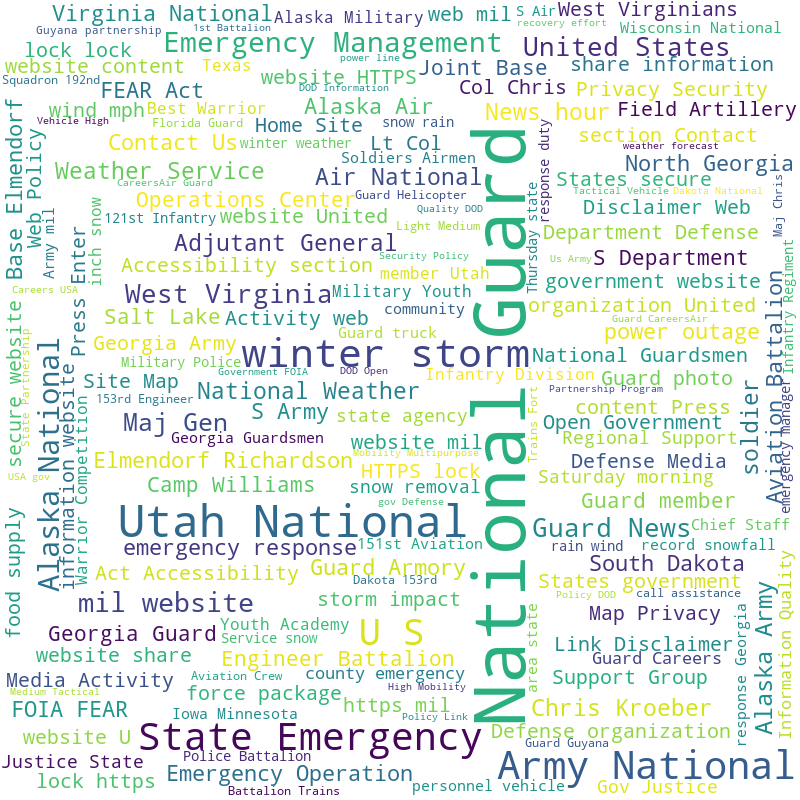 Virginia National
Guyana partnership
1st Battalion
Alaska Military
web mil
S Air
West Virginians
recovery effort
Wisconsin National
lock lock
Emergency Management
power line
United States
website content
Texas
website HTTPS
Joint Base
share information
Squadron 192nd
FEAR Act
DOD Information
Col Chris
Privacy Security
wind mph
Best Warrior
Alaska Air
News hour
Field Artillery
Vehicle High
Florida Guard
Home Site
snow rain
Contact Us
winter weather
Lt Col
section Contact
weather forecast
Weather Service
Soldiers Airmen
North Georgia
CareersAir Guard
Air National
States secure
Operations Center
Guard Helicopter
Tactical Vehicle
Dakota National
121st Infantry
website United
Quality DOD
Disclaimer Web
Light Medium
Adjutant General
Department Defense
Security Policy
Accessibility section
member Utah
Us Army
S Department
West Virginia
Military Youth
government website
community
Salt Lake
Activity web
organization United
Guard truck
Guard CareersAir
power outage
Georgia Army
winter storm
National Guardsmen
Military Police
Government FOIA
DOD Open
Infantry Division
Guard photo
Site Map
National Weather
Partnership Program
153rd Engineer
content Press
Maj Gen
S Army
state agency
Open Government
Georgia Guardsmen
website mil
Regional Support
Mobility Multipurpose
Elmendorf Richardson
HTTPS lock
Defense Media
Camp Williams
snow removal
Saturday morning
gov Defense
Guard member
Utah National
Guard News
Chief Staff
emergency response
151st Aviation
rain wind
record snowfall
Act Accessibility
Guard Armory
South Dakota
Dakota 153rd
States government
mil website
storm impact
Policy DOD
call assistance
Map Privacy
Georgia Guard
Youth Academy
U S
Service snow
Link Disclaimer
website share
Engineer Battalion
Guard Careers
Media Activity
Aviation Crew
county emergency
Support Group
Medium Tactical
force package
High Mobility
FOIA FEAR
https mil
Chris Kroeber
Iowa Minnesota
Policy Link
website U
State Emergency
Defense organization
Guard Guyana
Justice State
Police Battalion
Army National
lock https
Emergency Operation
personnel vehicle
Gov Justice
Battalion Trains
Base Elmendorf
Web Policy
Army mil
Press Enter
inch snow
Careers USA
secure website
State Partnership
USA gov
Alaska National
information website
Warrior Competition
food supply
National Guard
response duty
Thursday state
Trains Fort
area state
Maj Chris
Infantry Regiment
Aviation Battalion
soldier
emergency manager
Alaska Army
response Georgia
Information Quality